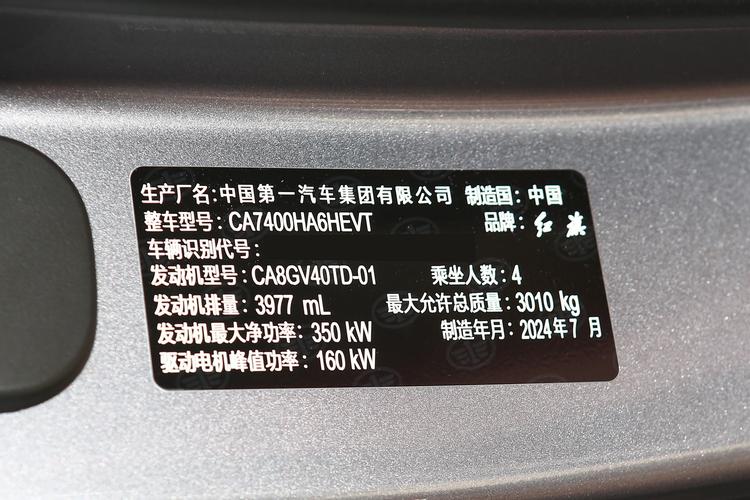 生产厂名:中国第一汽车集团有限公司 制造国:中国
整车型号:CA7400HA6HEVT 品牌:红旗
车辆识别代号:
发动机型号:CA8GV40TD-01 乘坐人数:4
发动机排量:3977 mL 最大允许总质量:3010 kg
发动机最大净功率:350 kW 制造年月:2024年7 月
驱动电机峰值功率:160 kW